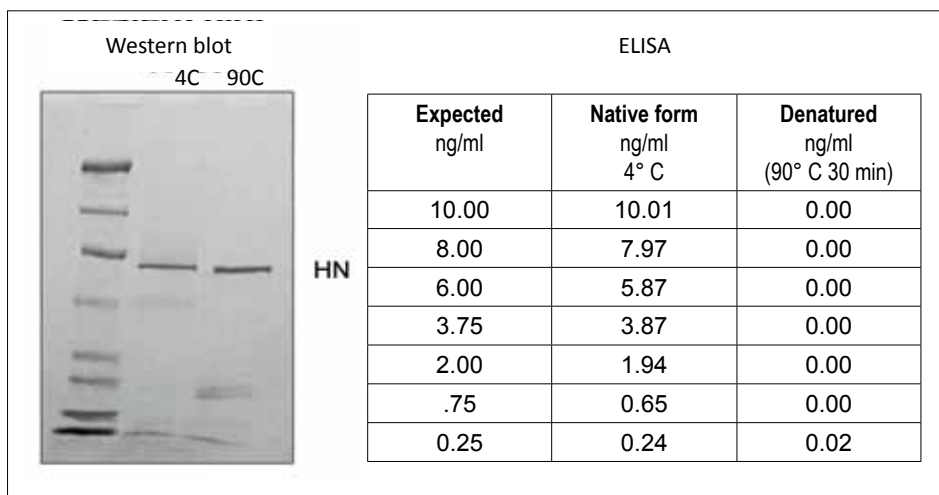 Western blot
4C 90C
HN
ELISA
Expected ng/ml Native form ng/ml 4° C Denatured ng/ml (90° C 30 min)
10.00 10.01 0.00
8.00 7.97 0.00
6.00 5.87 0.00
3.75 3.87 0.00
2.00 1.94 0.00
.75 0.65 0.00
0.25 0.24 0.02